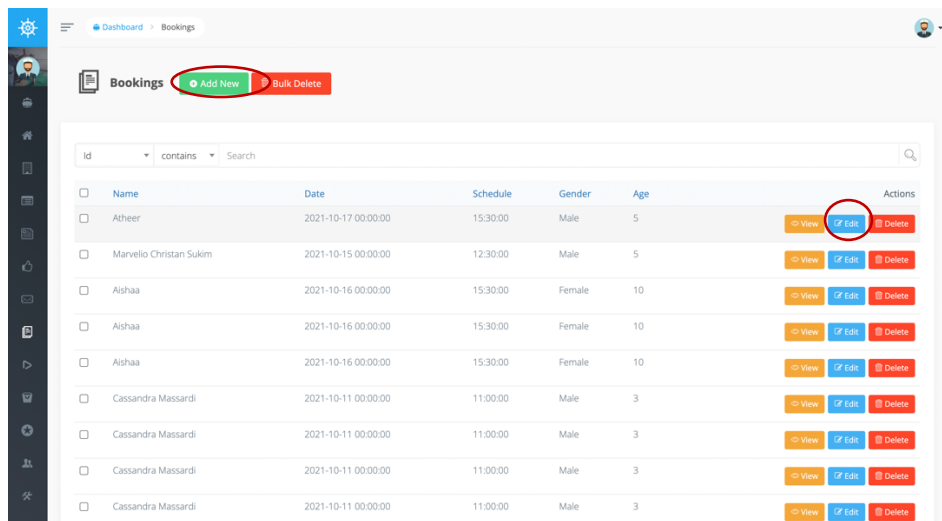 Dashboard > Bookings
Bookings Add New Bulk Delete
Id contains Search
Name Date Schedule Gender Age Actions
Atheer 2021-10-17 00:00:00 15:30:00 Male 5 View Edit Delete
Marvelio Christan Sukim 2021-10-15 00:00:00 12:30:00 Male 5 View Edit Delete
Aishaa 2021-10-16 00:00:00 15:30:00 Female 10 View Edit Delete
Aishaa 2021-10-16 00:00:00 15:30:00 Female 10 View Edit Delete
Aishaa 2021-10-16 00:00:00 15:30:00 Female 10 View Edit Delete
Cassandra Massardi 2021-10-11 00:00:00 11:00:00 Male 3 View Edit Delete
Cassandra Massardi 2021-10-11 00:00:00 11:00:00 Male 3 View Edit Delete
Cassandra Massardi 2021-10-11 00:00:00 11:00:00 Male 3 View Edit Delete
Cassandra Massardi 2021-10-11 00:00:00 11:00:00 Male 3 View Edit Delete